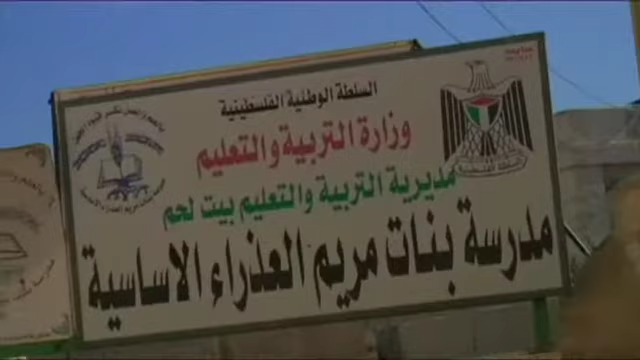 السلطة الوطنية الفلسطينية
وزارة التربية والتعليم
مديرية التربية والتعليم بيت لحم
مدرسة بنات مريم العذراء الاساسية